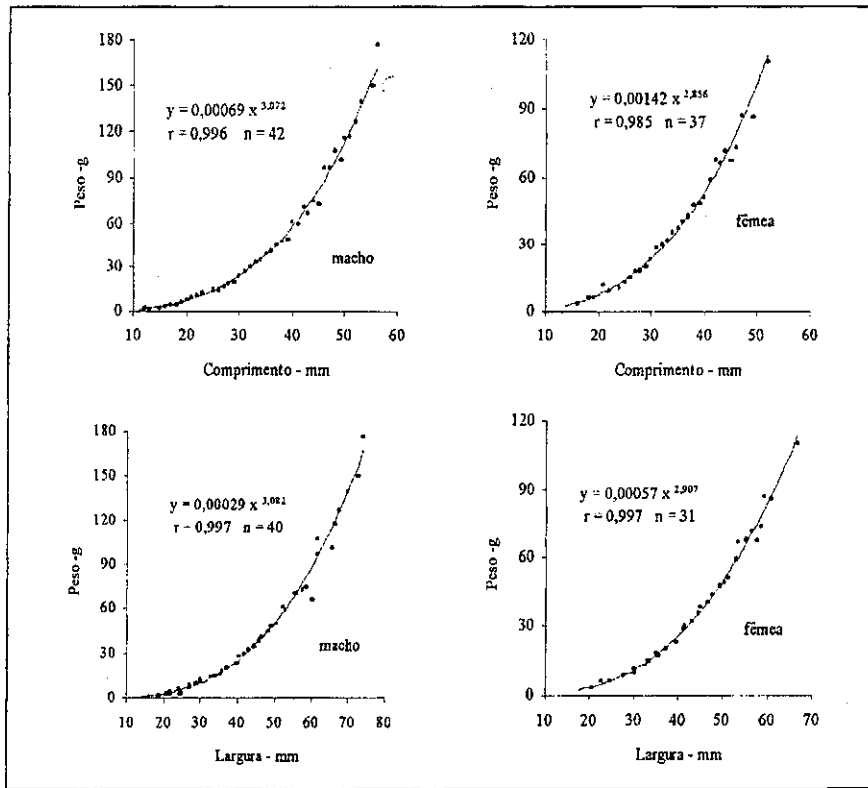 180
150
120
90
60
30
0
Peso -g
y = 0,00069 x 3,072
r = 0,996 n = 42
macho
10 20 30 40 50 60
Comprimento - mm
120
90
60
30
0
Peso -g
y = 0,00142 x 2,856
r = 0,985 n = 37
fêmea
10 20 30 40 50 60
Comprimento - mm
180
150
120
90
60
30
0
Peso -g
y = 0,00029 x 3,082
r = 0,997 n = 40
macho
10 20 30 40 50 60 70 80
Largura - mm
120
90
60
30
0
Peso -g
y = 0,00057 x 2,907
r = 0,997 n = 31
fêmea
10 20 30 40 50 60 70
Largura - mm